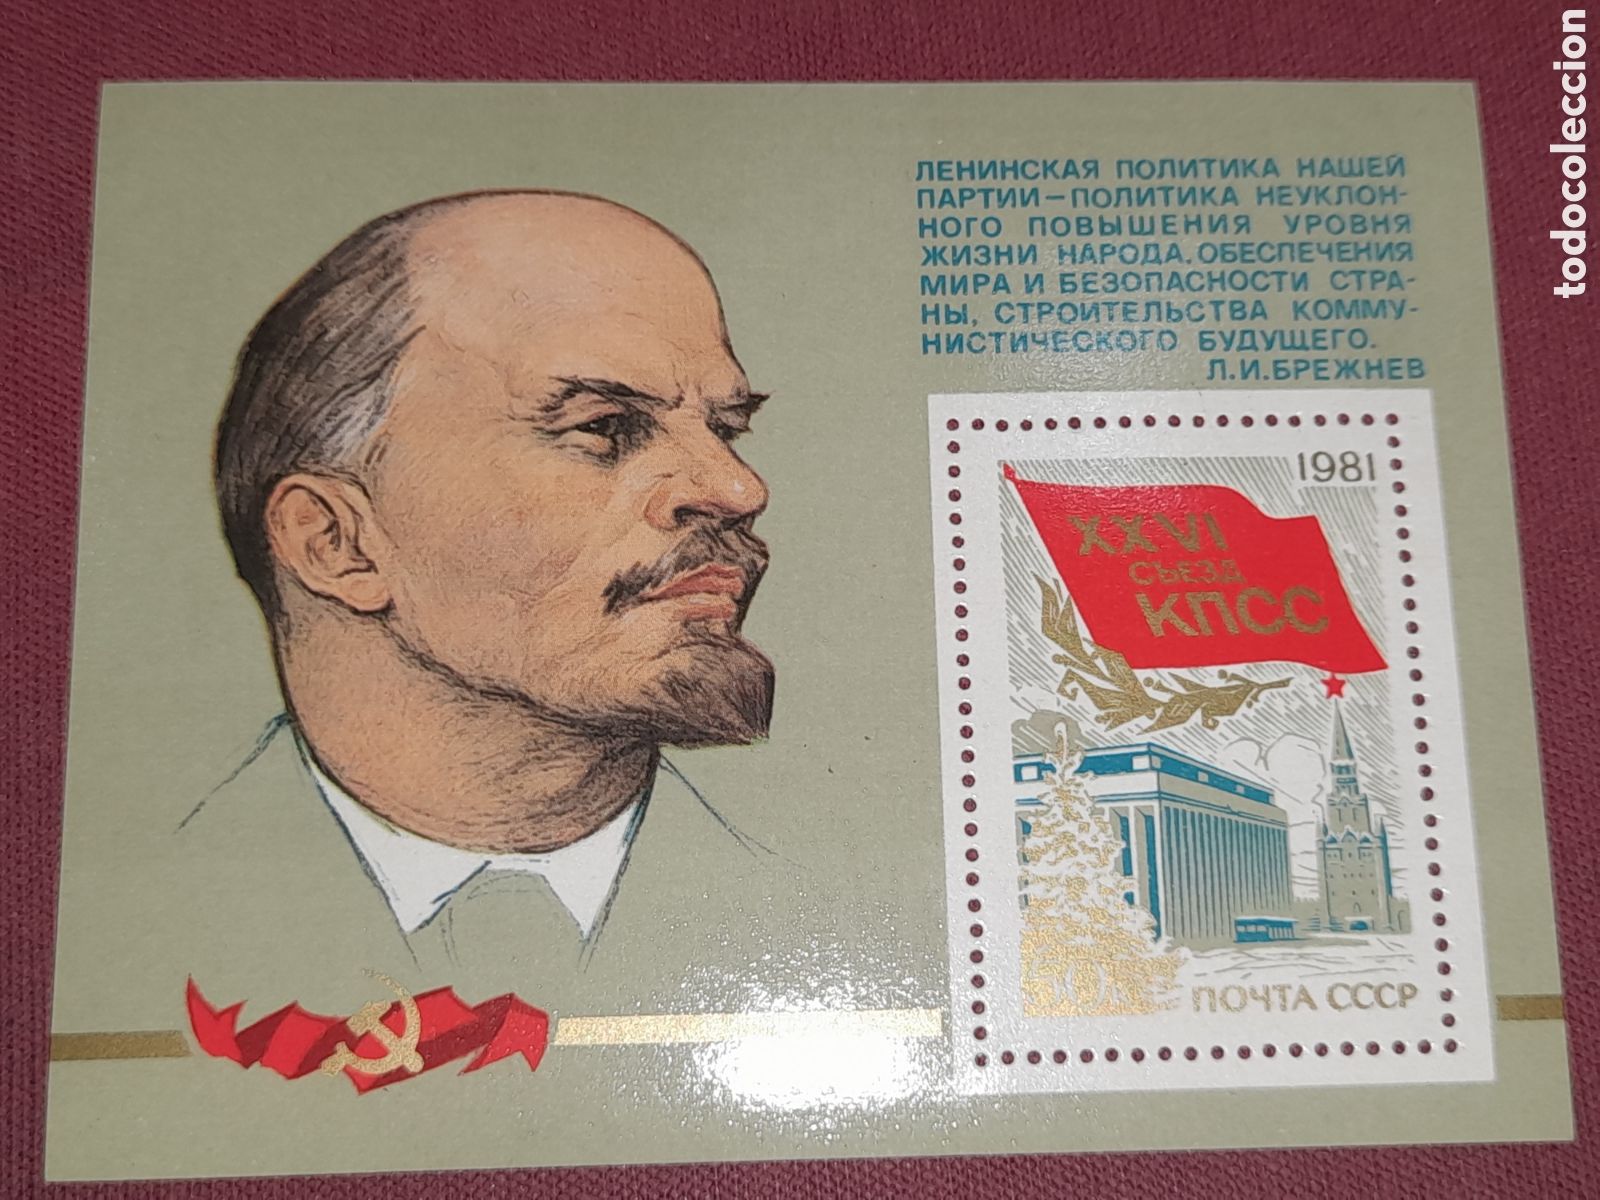 ЛЕНИНСКАЯ ПОЛИТИКА НАШЕЙ
ПАРТИИ – ПОЛИТИКА НЕУКЛОН-
НОГО ПОВЫШЕНИЯ УРОВНЯ
ЖИЗНИ НАРОДА, ОБЕСПЕЧЕНИЯ
МИРА И БЕЗОПАСНОСТИ СТРА-
НЫ, СТРОИТЕЛЬСТВА КОММУ-
НИСТИЧЕСКОГО БУДУЩЕГО.
Л.И.БРЕЖНЕВ
1981
XXVI
СЪЕЗД
КПСС
50к
ПОЧТА СССР
todocoleccion